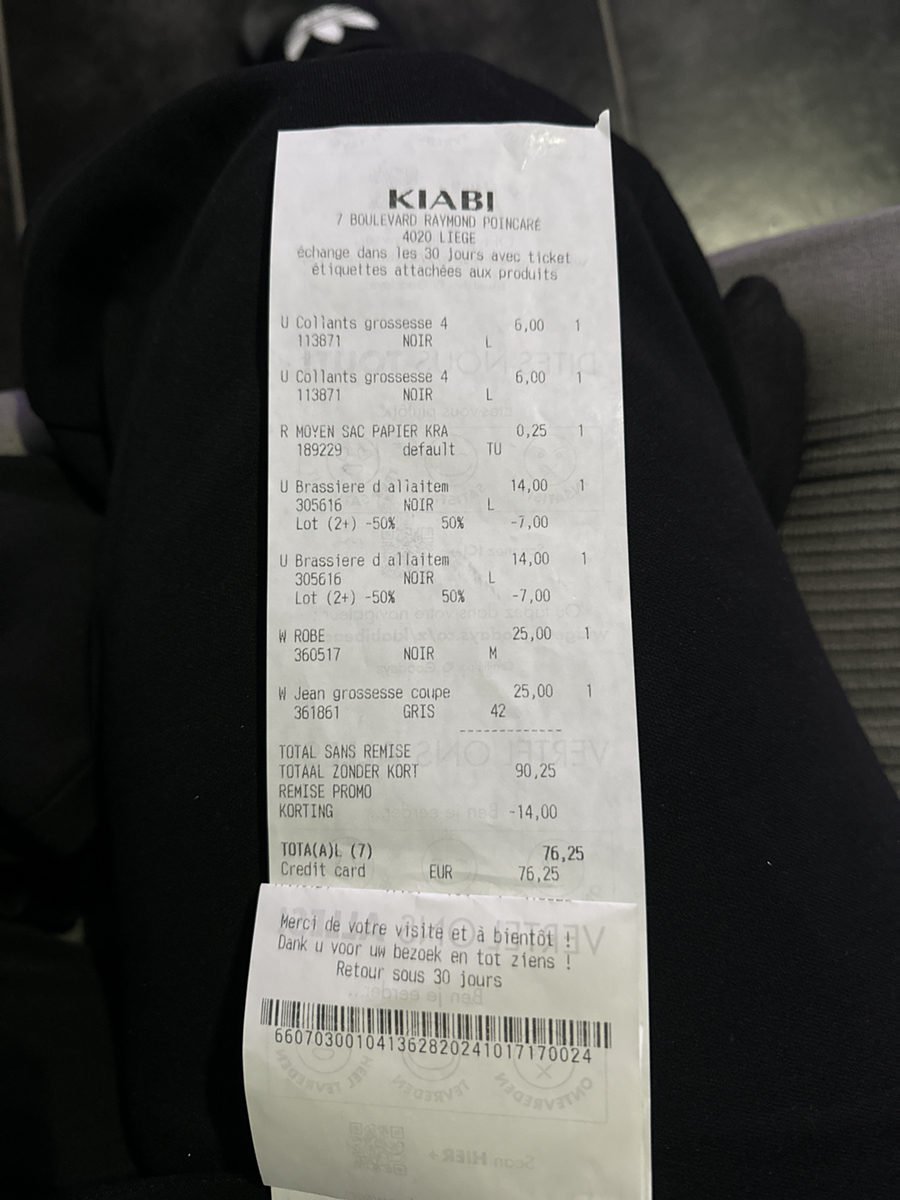 KIABI
7 BOULEVARD RAYMOND POINCARÉ
4020 LIEGE
échange dans les 30 jours avec ticket
étiquettes attachées aux produits
U Collants grossesse 4 6,00 1
113871 NOIR L
U Collants grossesse 4 6,00 1
113871 NOIR L
R MOYEN SAC PAPIER KRA 0,25 1
189229 default TU
U Brassiere d allaitem 14,00 1
305616 NOIR L
Lot (2+) -50% 50% -7,00
U Brassiere d allaitem 14,00 1
305616 NOIR L
Lot (2+) -50% 50% -7,00
W ROBE 25,00 1
360517 NOIR M
W Jean grossesse coupe 25,00 1
361861 GRIS 42
------------
TOTAL SANS REMISE
TOTAAL ZONDER KORT 90,25
REMISE PROMO
KORTING -14,00
TOTA(A)L (7) 76,25
Credit card EUR 76,25
Merci de votre visite et à bientôt !
Dank u voor uw bezoek en tot ziens !
Retour sous 30 jours
660703001041362820241017170024